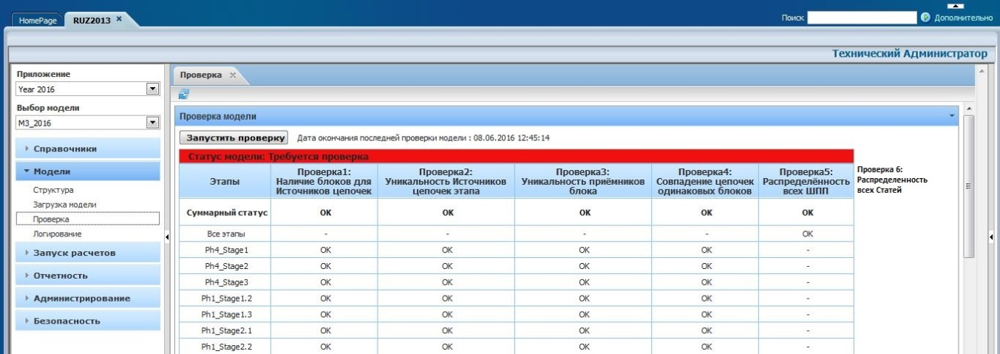 HomePage RUZ2013 Поиск Дополнительно
Технический Администратор
Приложение
Year 2016
Выбор модели
M3_2016
Справочники
Модели
Структура
Загрузка модели
Проверка
Логирование
Запуск расчетов
Отчетность
Администрирование
Безопасность
Проверка
Проверка модели
Запустить проверку Дата окончания последней проверки модели : 08.06.2016 12:45:14
Статус модели: Требуется проверка
Этапы
Проверка1:
Наличие блоков для
Источников цепочек
Проверка2:
Уникальность Источников
цепочек этапа
Проверка3:
Уникальность приёмников
блока
Проверка4:
Совпадение цепочек
одинаковых блоков
Проверка5:
Распределённость
всех ШПП
Проверка 6:
Распределенность
всех Статей
Суммарный статус OK OK OK OK OK
Все этапы - - - - OK
Ph4_Stage1 OK OK OK OK -
Ph4_Stage2 OK OK OK OK -
Ph4_Stage3 OK OK OK OK -
Ph1_Stage1.2 OK OK OK OK -
Ph1_Stage1.3 OK OK OK OK -
Ph1_Stage2.1 OK OK OK OK -
Ph1_Stage2.2 OK OK OK OK -